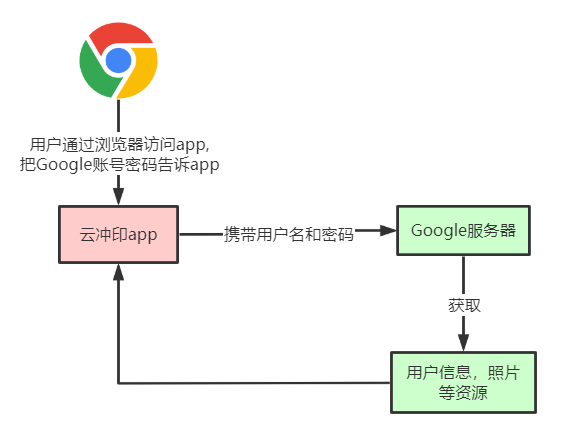 用户通过浏览器访问app,
把Google账号密码告诉app
云冲印app
携带用户名和密码
Google服务器
获取
用户信息，照片
等资源